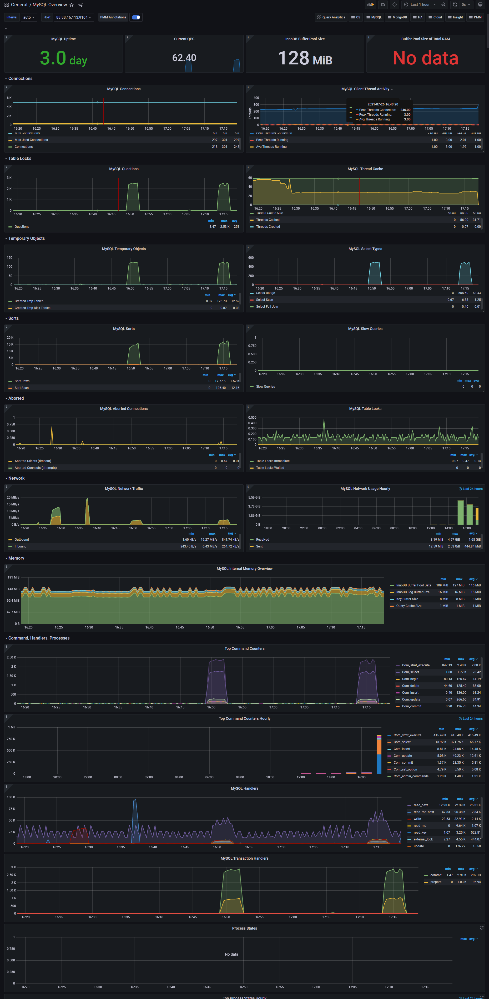 General / MySQL Overview
Last 1 hour 5s
Interval auto Host 88.88.16.113:9104 PMM Annotations Query Analytics OS MySQL MongoDB HA Cloud Insight PMM
MySQL Uptime Current QPS InnoDB Buffer Pool Size Buffer Pool Size of Total RAM
3.0 day 62.40 128 MiB No data
Connections
MySQL Connections
6 K
4 K
2 K
0
16:20 16:25 16:30 16:35 16:40 16:45 16:50 16:55 17:00 17:05 17:10 17:15
Max Connections 5 K 5 K 5 K
Max Used Connections 297 301 297
Connections 218 301 243
MySQL Client Thread Activity
Threads
400
300
200
100
0
2021-07-26 16:43:20
Peak Threads Connected: 246.00
Peak Threads Running: 3.00
Avg Threads Running: 3.00
16:20 16:25 16:30 16:35 16:40 16:45 16:50 16:55 17:00 17:05 17:10 17:15
Peak Threads Connected 218.00 301.00 243.31 301.00
Peak Threads Running 1.00 3.00 2.01 1.00
Avg Threads Running 1.00 3.00 1.97 1.00
Table Locks
MySQL Questions
3 K
2 K
1 K
0
16:20 16:25 16:30 16:35 16:40 16:45 16:50 16:55 17:00 17:05 17:10 17:15
min max avg
Questions 3.47 2.53 K 251
MySQL Thread Cache
60
40
20
0
16:20 16:25 16:30 16:35 16:40 16:45 16:50 16:55 17:00 17:05 17:10 17:15
Thread Cache Size 58.00 58.00 58.00
Threads Cached 0 56.00 31.71
Threads Created 0 0.07 0.00
Temporary Objects
MySQL Temporary Objects
150
100
50
0
16:20 16:25 16:30 16:35 16:40 16:45 16:50 16:55 17:00 17:05 17:10 17:15
min max avg
Created Tmp Tables 0.07 126.73 12.52
Created Tmp Disk Tables 0 0.87 0.03
MySQL Select Types
600
400
200
0
16:20 16:25 16:30 16:35 16:40 16:45 16:50 16:55 17:00 17:05 17:10 17:15
Select Range 0 505.60 48.43
Select Scan 0.67 6.53 1.25
Select Full Join 0 0.40 0.01
Sorts
MySQL Sorts
20 K
15 K
10 K
5 K
0
16:20 16:25 16:30 16:35 16:40 16:45 16:50 16:55 17:00 17:05 17:10 17:15
min max avg
Sort Rows 0 17.77 K 1.52 K
Sort Scan 0 126.40 12.16
MySQL Slow Queries
1
0.750
0.500
0.250
0
16:20 16:25 16:30 16:35 16:40 16:45 16:50 16:55 17:00 17:05 17:10 17:15
min max avg
Slow Queries 0 0 0
Aborted
MySQL Aborted Connections
1
0.750
0.500
0.250
0
16:20 16:25 16:30 16:35 16:40 16:45 16:50 16:55 17:00 17:05 17:10 17:15
min max avg
Aborted Clients (timeout) 0 0.67 0.01
Aborted Connects (attempts) 0 0 0
MySQL Table Locks
0.500
0.400
0.300
0.200
0.100
0
16:20 16:25 16:30 16:35 16:40 16:45 16:50 16:55 17:00 17:05 17:10 17:15
min max avg
Table Locks Immediate 0.07 0.47 0.14
Table Locks Waited 0 0 0
Network
MySQL Network Traffic
20 MB/s
15 MB/s
10 MB/s
5 MB/s
0 B/s
16:20 16:25 16:30 16:35 16:40 16:45 16:50 16:55 17:00 17:05 17:10 17:15
min max avg
Outbound 1.60 kB/s 19.27 MB/s 841.74 kB/s
Inbound 243.40 B/s 6.43 MB/s 264.72 kB/s
MySQL Network Usage Hourly Last 24 hours
5.59 GiB
3.73 GiB
1.86 GiB
0 B
18:00 20:00 22:00 00:00 02:00 04:00 06:00 08:00 10:00 12:00 14:00 16:00
min max avg
Received 3.19 MiB 4.97 GiB 1.68 GiB
Sent 12.59 MiB 2.53 GiB 444.84 MiB
Memory
MySQL Internal Memory Overview
191 MiB
143 MiB
95.4 MiB
47.7 MiB
0 B
16:20 16:25 16:30 16:35 16:40 16:45 16:50 16:55 17:00 17:05 17:10 17:15
min max avg
InnoDB Buffer Pool Data 109 MiB 127 MiB 116 MiB
InnoDB Log Buffer Size 16 MiB 16 MiB 16 MiB
Key Buffer Size 8 MiB 8 MiB 8 MiB
Query Cache Size 1 MiB 1 MiB 1 MiB
Command, Handlers, Processes
Top Command Counters
2.50 K
2 K
1.50 K
1 K
500
0
16:20 16:25 16:30 16:35 16:40 16:45 16:50 16:55 17:00 17:05 17:10 17:15
min max avg
Com_stmt_execute 847.13 2.40 K 2.08 K
Com_select 1.80 1.77 K 173.42
Com_begin 80.13 126.47 114.19
Com_delete 44.60 125.40 85.00
Com_insert 0.40 126.00 61.24
Com_update 0.07 266.60 34.91
Com_commit 0.20 126.73 14.34
Top Command Counters Hourly Last 24 hours
1 Mil
750 K
500 K
250 K
0
18:00 20:00 22:00 00:00 02:00 04:00 06:00 08:00 10:00 12:00 14:00 16:00
min max avg
Com_stmt_execute 415.49 K 415.49 K 415.49 K
Com_select 13.92 K 321.75 K 65.77 K
Com_insert 8.81 K 24.08 K 14.45 K
Com_update 5.08 K 49.23 K 12.61 K
Com_commit 1.37 K 23.35 K 5.81 K
Com_set_option 4.79 K 5.50 K 5.08 K
Com_admin_commands 1.20 K 1.48 K 1.31 K
MySQL Handlers
100 K
75 K
50 K
25 K
0
16:20 16:25 16:30 16:35 16:40 16:45 16:50 16:55 17:00 17:05 17:10 17:15
min max avg
read_next 12.93 K 72.39 K 25.31 K
read_rnd_next 47.33 96.38 K 2.34 K
write 23.53 32.91 K 2.14 K
read_rnd 0 9.64 K 1.07 K
read_key 1.07 3.25 K 523.81
external_lock 2.27 4.55 K 444.07
update 0 176.27 15.58
MySQL Transaction Handlers
3 K
2.50 K
2 K
1.50 K
1 K
500
0
16:20 16:25 16:30 16:35 16:40 16:45 16:50 16:55 17:00 17:05 17:10 17:15
min max avg
commit 1.47 2.91 K 282.13
prepare 0 1.03 K 95.94
Process States
1
0.750
0.500
0.250
0
No data
16:20 16:25 16:30 16:35 16:40 16:45 16:50 16:55 17:00 17:05 17:10 17:15
max avg
Top Process States Hourly Last 24 hours